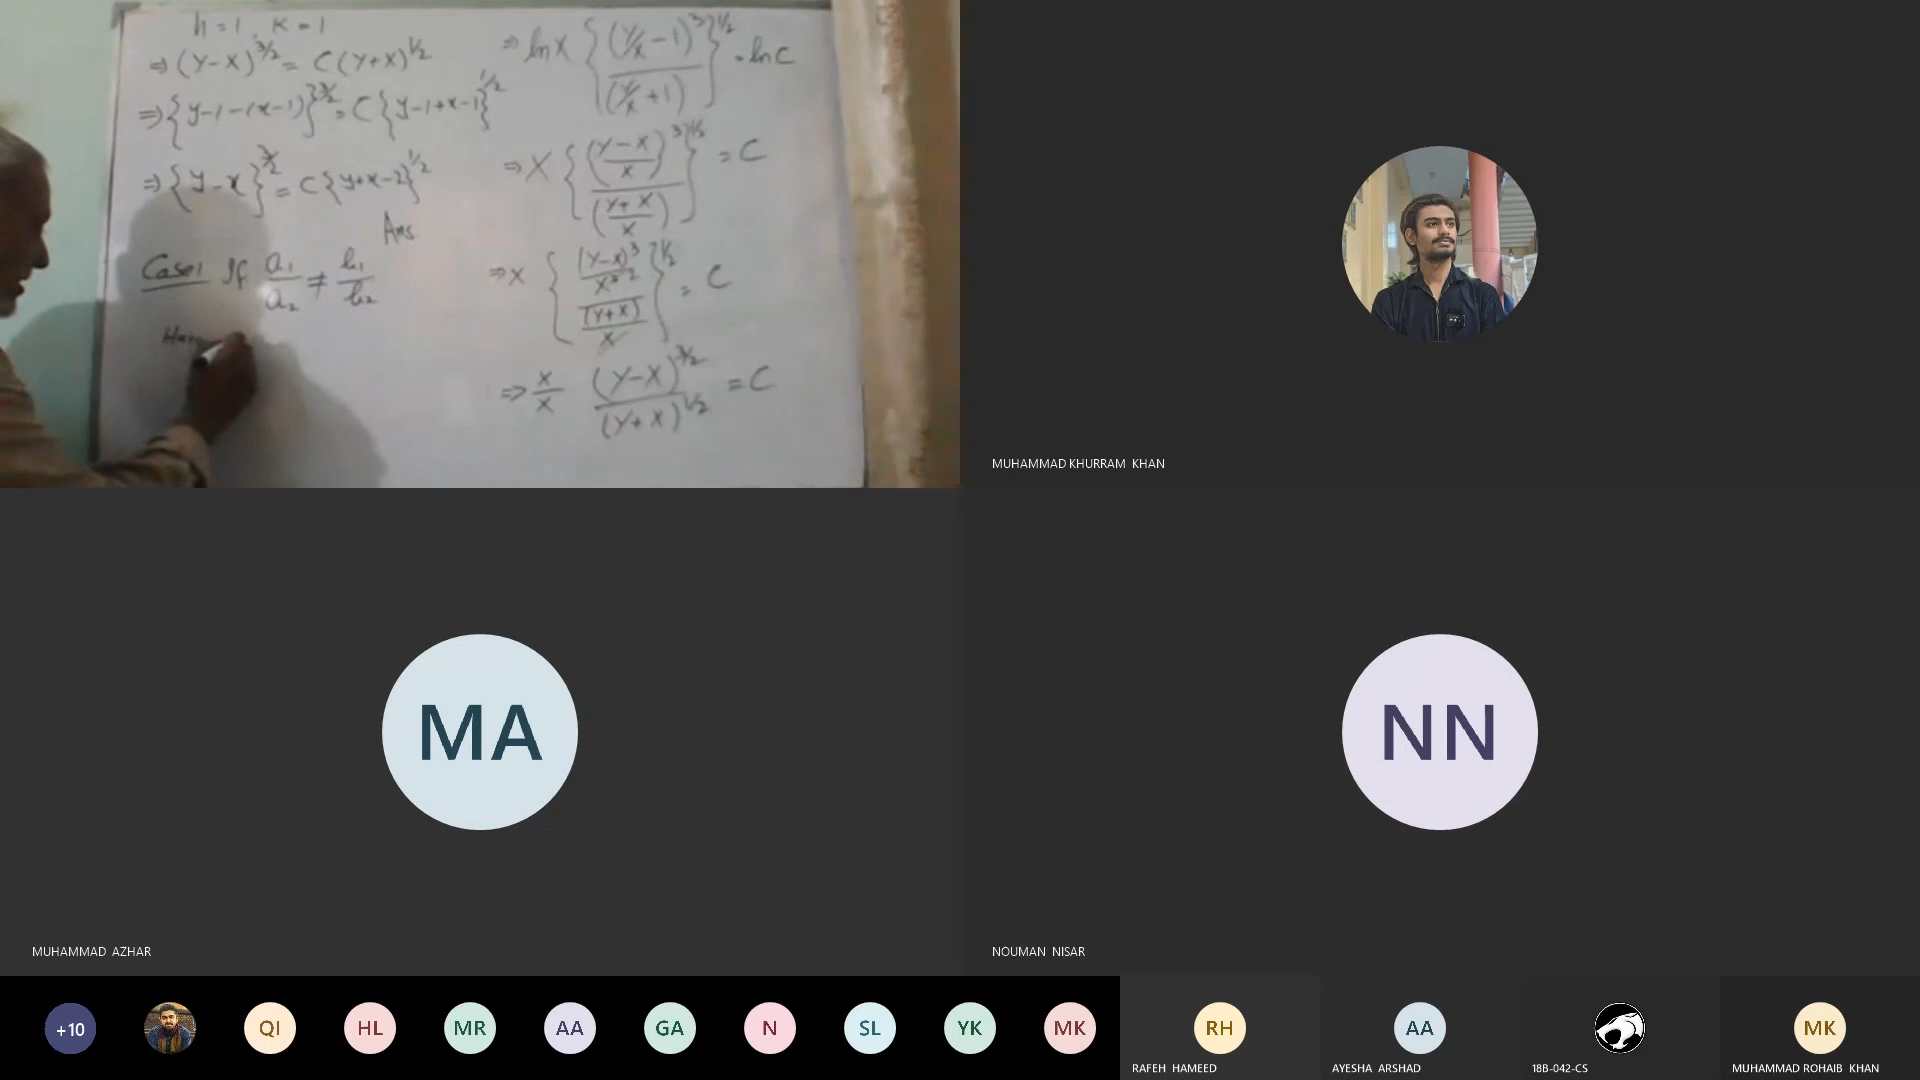 h = 1, K = 1
⇒ (Y-X)^3/2 = C (Y+X)^1/2
⇒ {y-1-(x-1)}^3/2 = C {y-1+x-1}^1/2
⇒ {y-x}^3/2 = C {y+x-2}^1/2
Ans
Case 1 If a1/a2 ≠ b1/b2
⇒ ln X { (Y/X - 1)^3 / (Y/X + 1) }^1/2 = ln C
⇒ X { ((Y-X)/X)^3 / ((Y+X)/X) }^1/2 = C
⇒ X { ((Y-X)^3 / X^3 2) / ((Y+X) / X) }^1/2 = C
⇒ X/X (Y-X)^3/2 / (Y+X)^1/2 = C
MUHAMMAD KHURRAM KHAN
MA
MUHAMMAD AZHAR
NN
NOUMAN NISAR
+10
QI
HL
MR
AA
GA
N
SL
YK
MK
RH
RAFEH HAMEED
AA
AYESHA ARSHAD
18B-042-CS
MK
MUHAMMAD ROHAIB KHAN